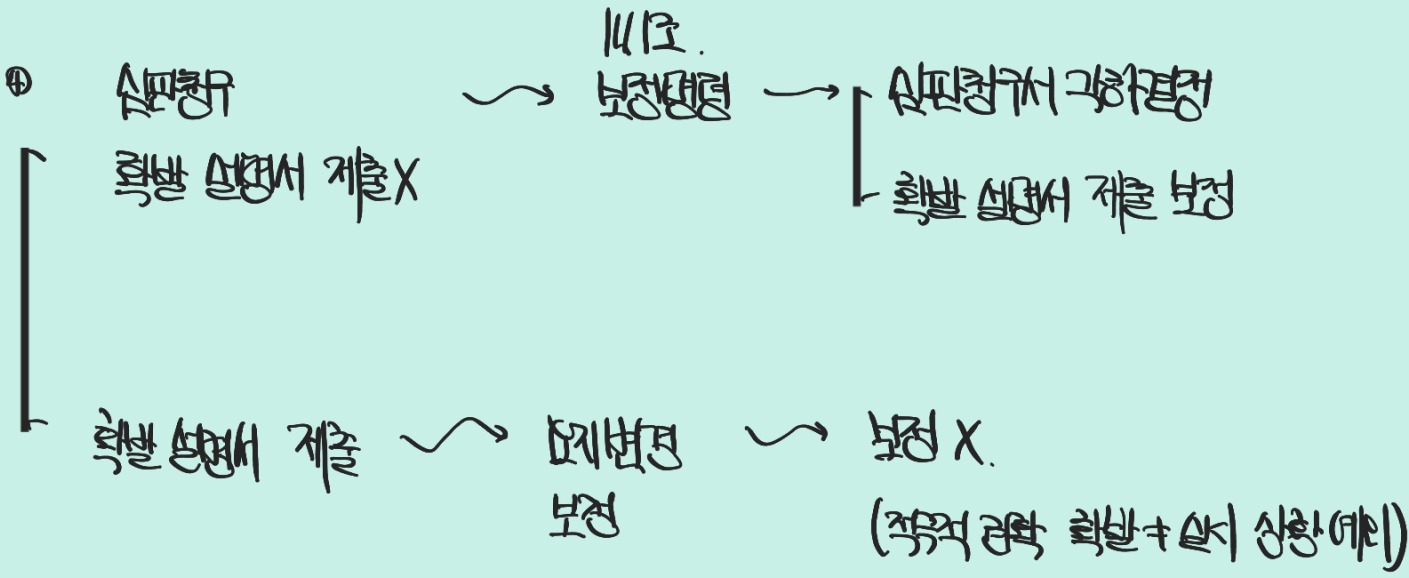 141조.
④ 심판청구 → 보정명령 → 심판청구서 각하결정
확발 설명서 제출 X
확발 설명서 제출 보정
확발 설명서 제출 → 요지변경 → 보정 X.
보정
(적극적 권확 확발 ≠ 실시 상황 예외)